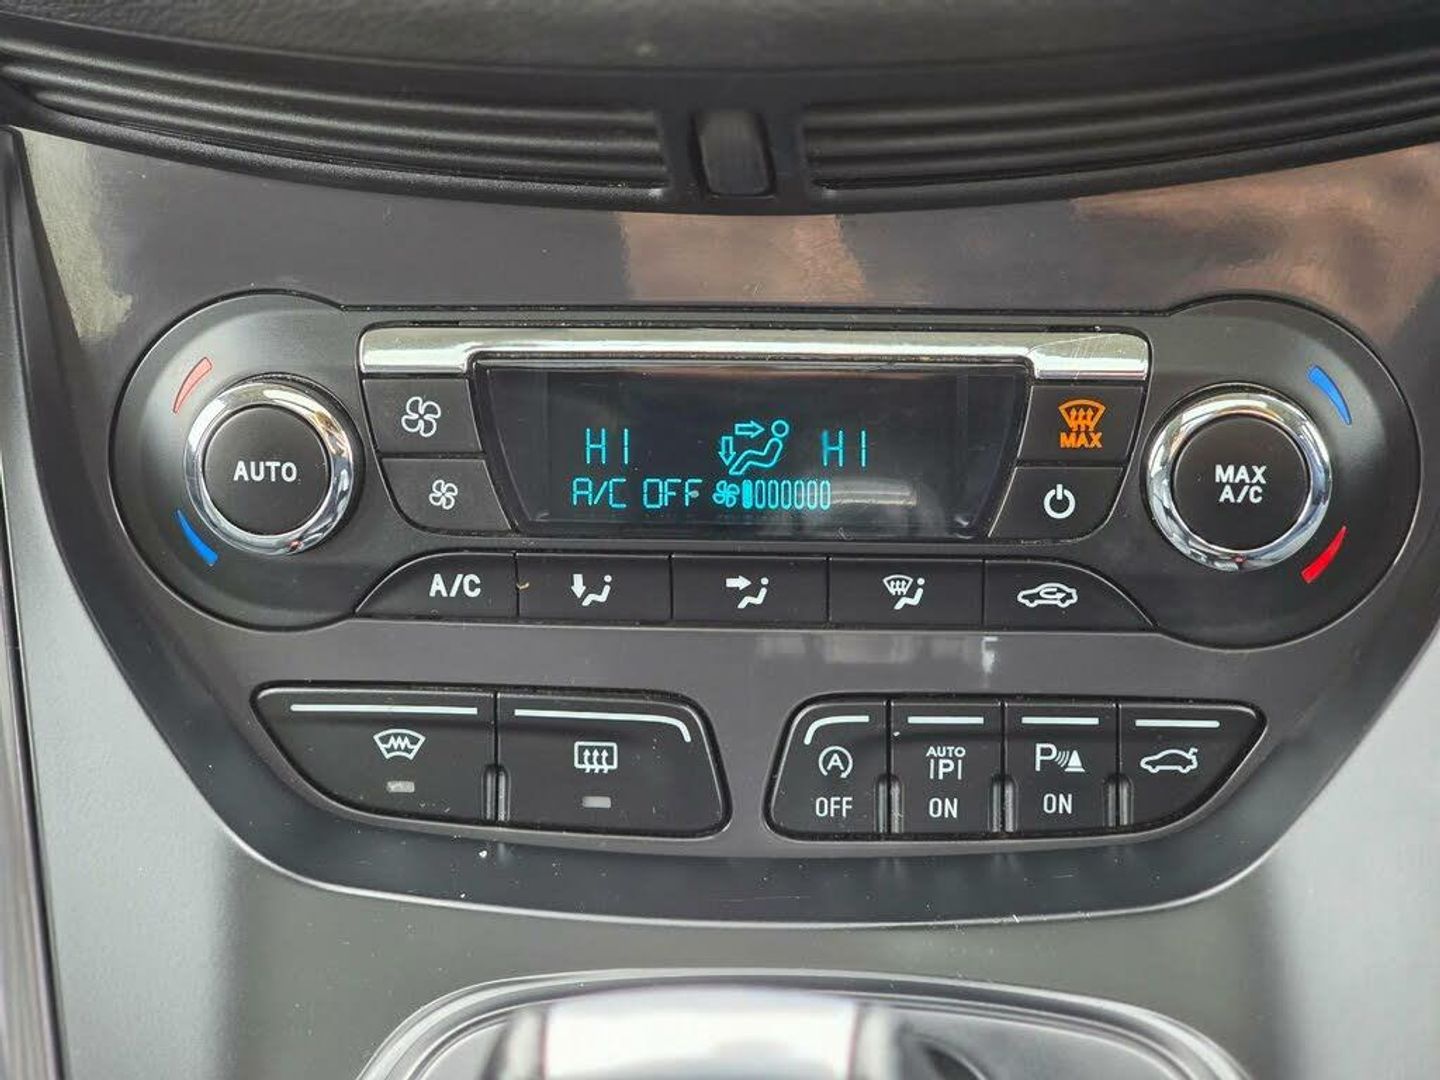 AUTO
HI HI
A/C OFF
MAX
MAX
A/C
A/C
A
OFF
AUTO
P
ON
P
ON